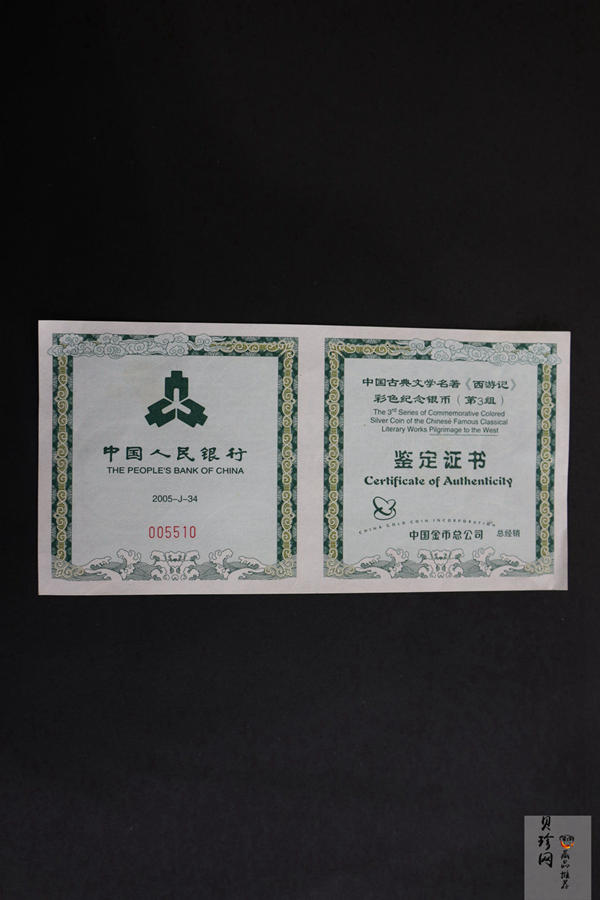 中国人民银行
THE PEOPLE'S BANK OF CHINA
2005-J-34
005510
中国古典文学名著《西游记》
彩色纪念银币（第3组）
The 3rd Series of Commemorative Colored
Silver Coin of the Chinese Famous Classical
Literary Works Pilgrimage to the West
鉴定证书
Certificate of Authenticity
CHINA GOLD COIN INCORPORATION
中国金币总公司 总经销
贝珍网
藏品推荐